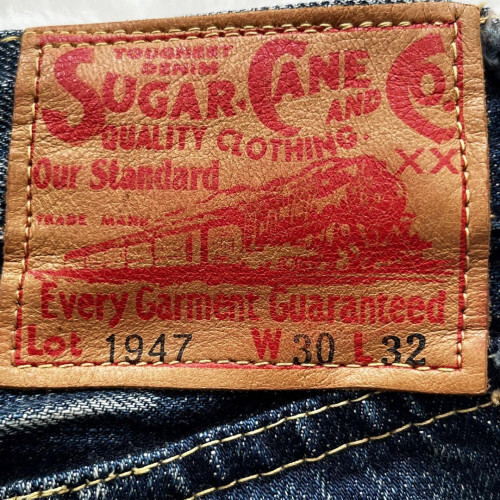 TOUGHEST
DENIM
SUGAR CANE CO.
AND
QUALITY CLOTHING.
XX
Our Standard
TRADE MARK
Every Garment Guaranteed
Lot 1947 W 30 L 32